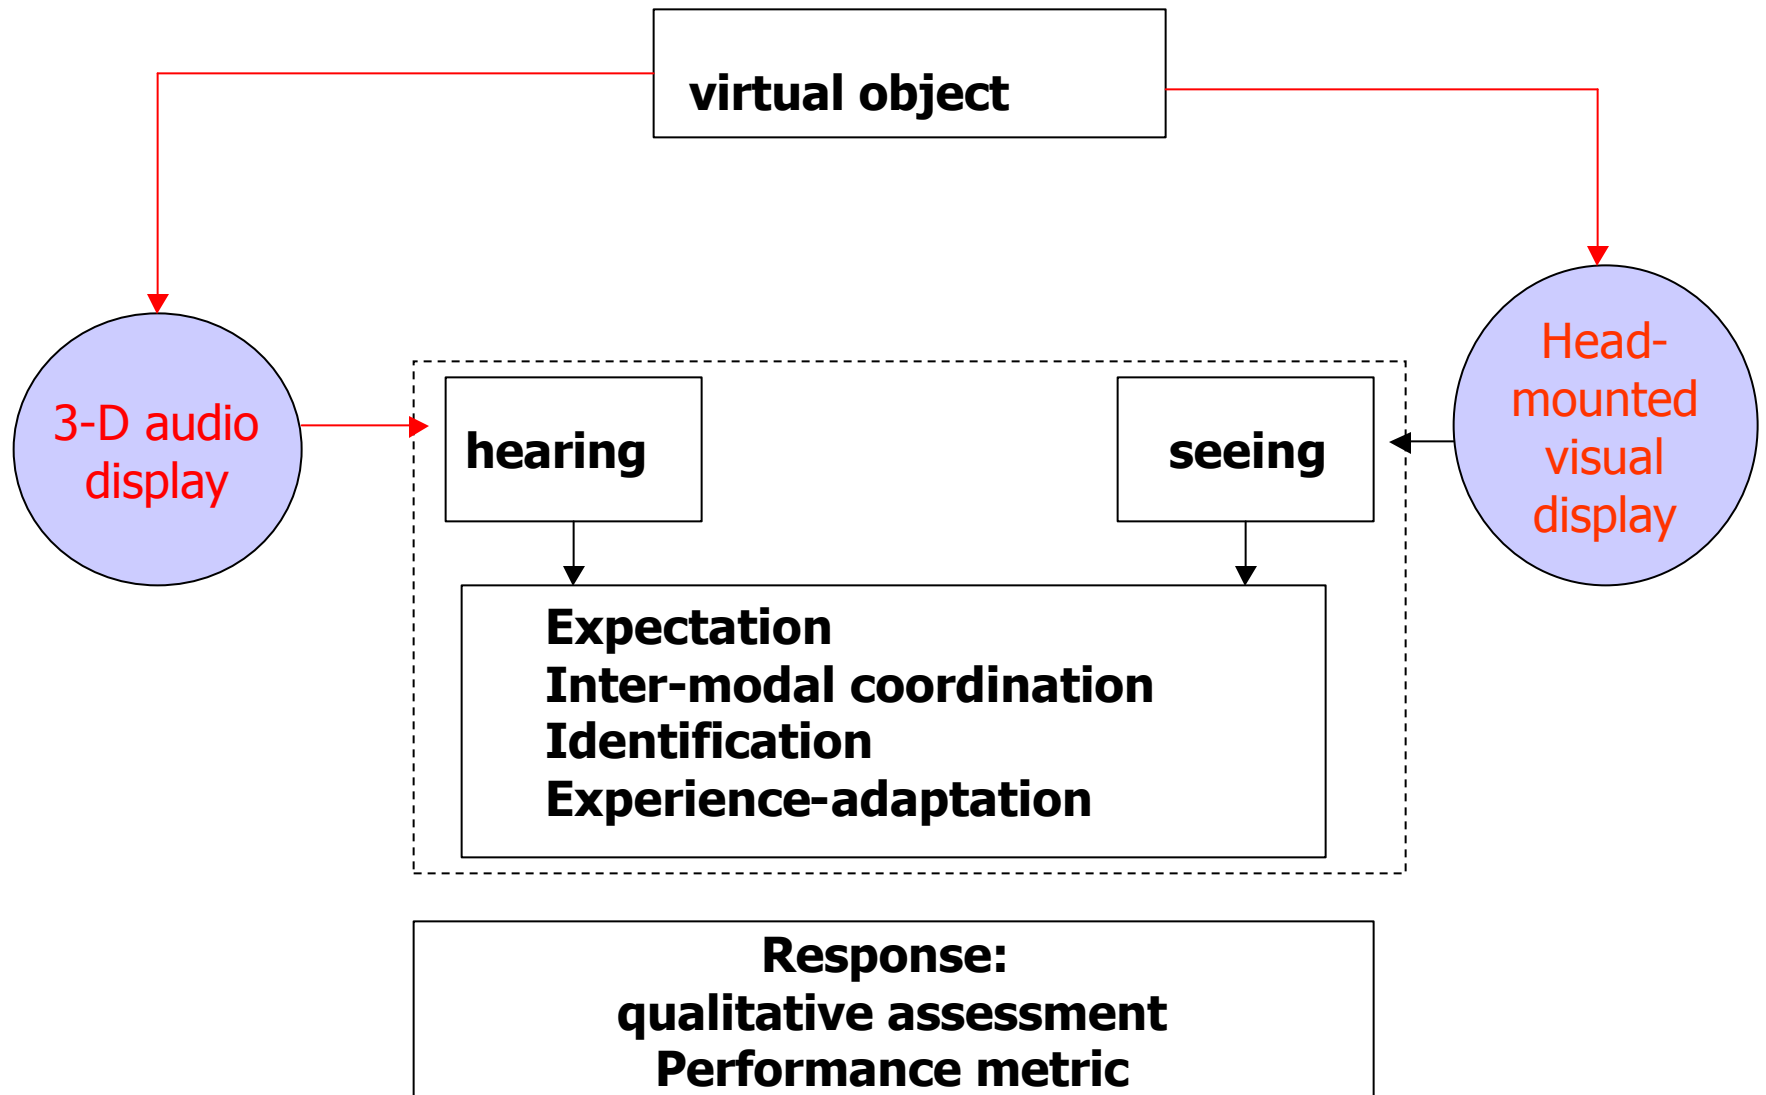 virtual object
3-D audio
display
hearing
seeing
Head-
mounted
visual
display
Expectation
Inter-modal coordination
Identification
Experience-adaptation
Response:
qualitative assessment
Performance metric